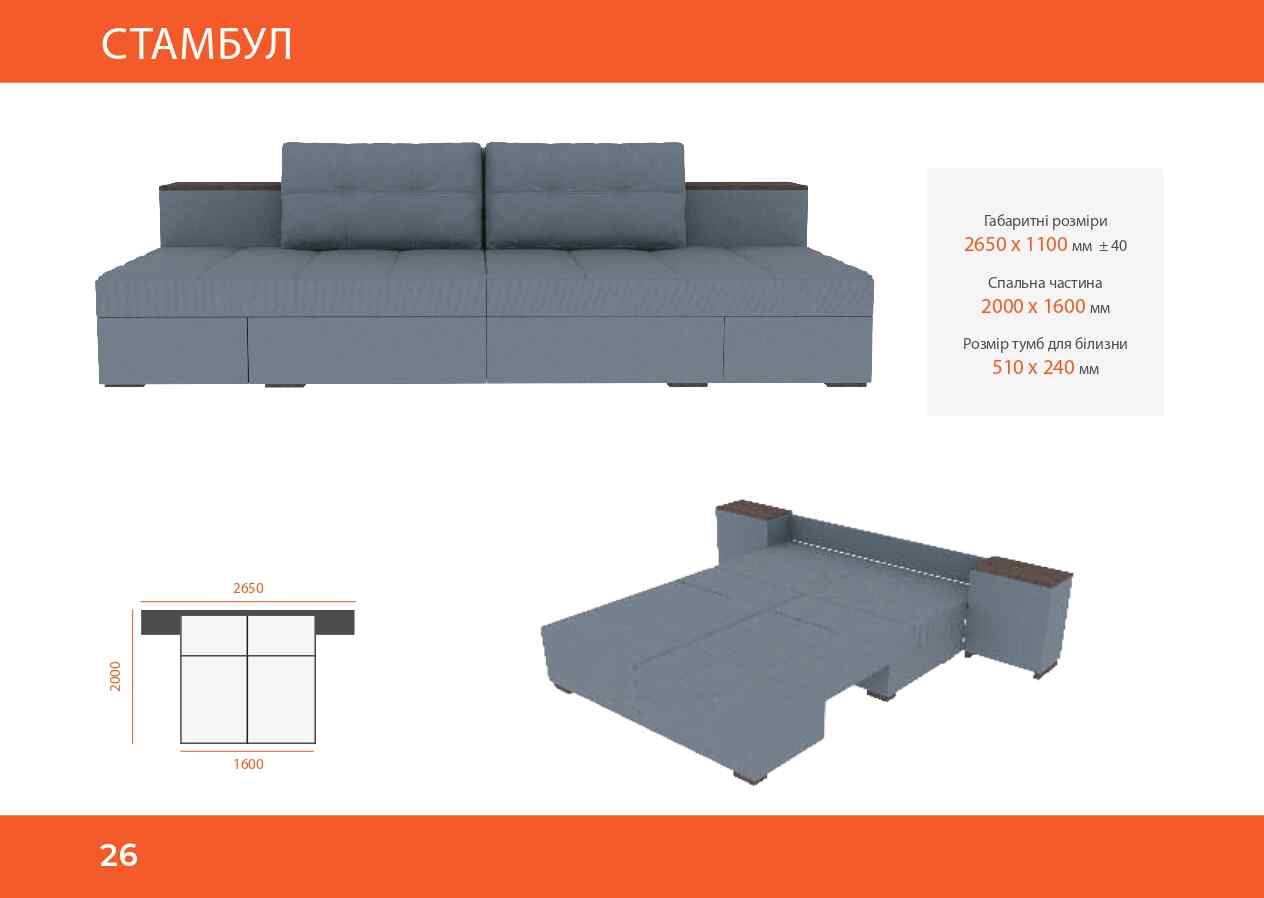 СТАМБУЛ
Габаритні розміри
2650 х 1100 мм ± 40
Спальна частина
2000 х 1600 мм
Розмір тумб для білизни
510 х 240 мм
2650
2000
1600
26